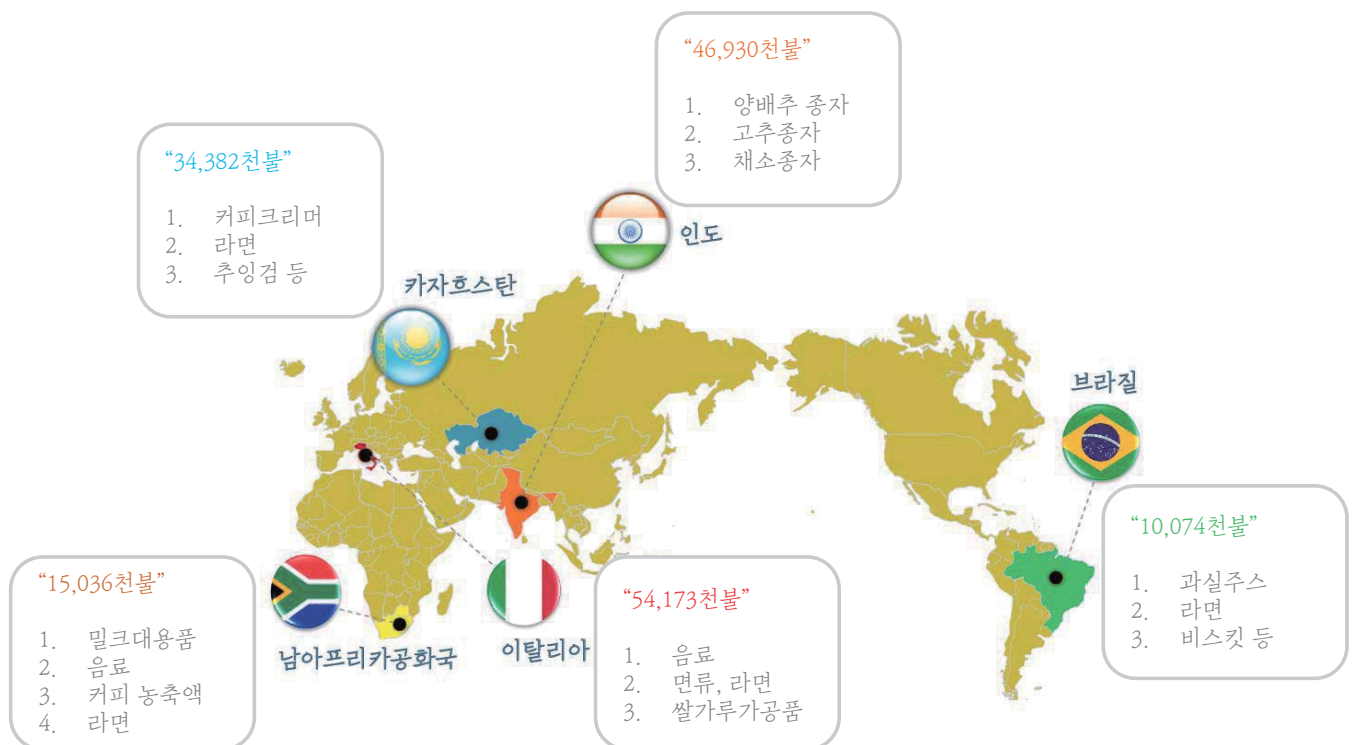 “46,930천불”
1. 양배추 종자
2. 고추종자
3. 채소종자
인도
“34,382천불”
1. 커피크리머
2. 라면
3. 추잉검 등
카자흐스탄
브라질
“10,074천불”
1. 과실주스
2. 라면
3. 비스킷 등
“15,036천불”
1. 밀크대용품
2. 음료
3. 커피 농축액
4. 라면
남아프리카공화국
이탈리아
“54,173천불”
1. 음료
2. 면류, 라면
3. 쌀가루가공품